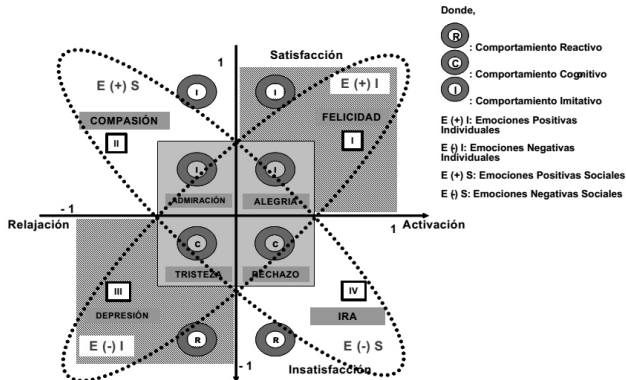 Donde,
R
: Comportamiento Reactivo
C
: Comportamiento Cognitivo
I
: Comportamiento Imitativo
E (+) I: Emociones Positivas
Individuales
E (-) I: Emociones Negativas
Individuales
E (+) S: Emociones Positivas Sociales
E (-) S: Emociones Negativas Sociales
1
Satisfacción
E (+) S
I
I
E (+) I
COMPASIÓN
FELICIDAD
II
I
I
I
ADMIRACIÓN
ALEGRIA
- 1
Relajación
1
Activación
C
C
TRISTEZA
RECHAZO
III
IV
DEPRESIÓN
IRA
E (-) I
R
R
E (-) S
- 1
Insatisfacción